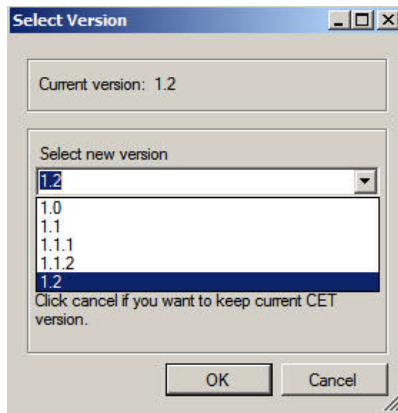 Select Version
Current version: 1.2
Select new version
1.2
1.0
1.1
1.1.1
1.1.2
1.2
Click cancel if you want to keep current CET
version.
OK
Cancel